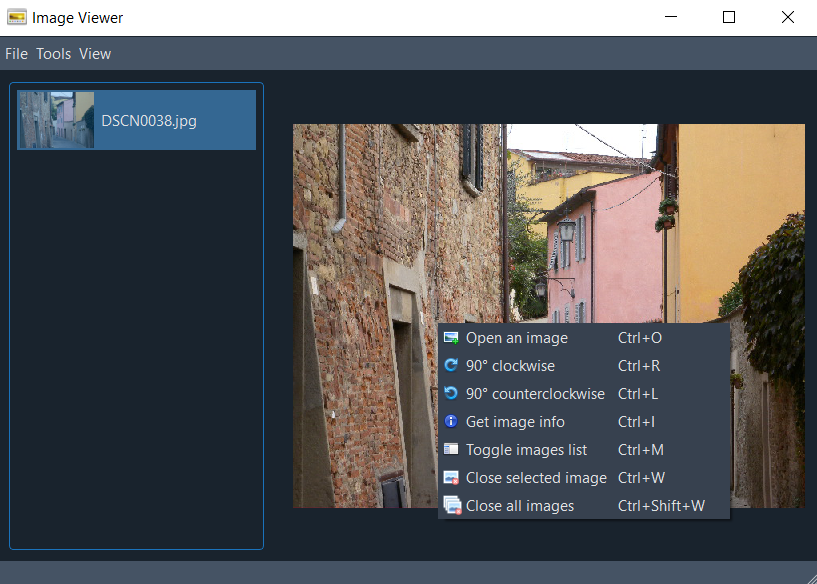 Image Viewer
File Tools View
DSCN0038.jpg
Open an image Ctrl+O
90° clockwise Ctrl+R
90° counterclockwise Ctrl+L
Get image info Ctrl+I
Toggle images list Ctrl+M
Close selected image Ctrl+W
Close all images Ctrl+Shift+W